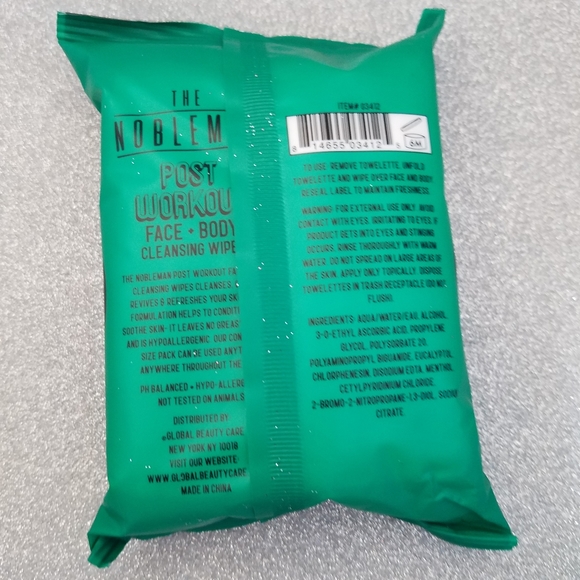 THE
NOBLEM
POST
WORKOU
FACE + BODY
CLEANSING WIPE
THE NOBLEMAN POST WORKOUT FA
CLEANSING WIPES CLEANSES,
REVIVES & REFRESHES YOUR SK
FORMULATION HELPS TO CONDIT
SOOTHE SKIN- IT LEAVES NO GREAS
AND IS HYPOALLERGENIC. OUR CON
SIZE PACK CAN BE USED ANYT
ANYWHERE THROUGHOUT THE
PH BALANCED + HYPO-ALLERG
NOT TESTED ON ANIMALS
DISTRIBUTED BY
©GLOBAL BEAUTY CARE
NEW YORK NY 10018
VISIT OUR WEBSITE:
WWW.GLOBALBEAUTYCARE
MADE IN CHINA
ITEM# 03412
8 14655 03412 5
6M
TO USE: REMOVE TOWELETTE, UNFOLD
TOWELETTE AND WIPE OVER FACE AND BODY.
RESEAL LABEL TO MAINTAIN FRESHNESS.
WARNING: FOR EXTERNAL USE ONLY. AVOID
CONTACT WITH EYES. IRRITATING TO EYES. IF
PRODUCT GETS INTO EYES AND STINGING
OCCURS, RINSE THOROUGHLY WITH WARM
WATER. DO NOT SPREAD ON LARGE AREAS OF
THE SKIN. APPLY ONLY TOPICALLY. DISPOSE
TOWELETTES IN TRASH RECEPTACLE (DO NOT
FLUSH).
INGREDIENTS: AQUA/WATER/EAU, ALCOHOL,
3-O-ETHYL ASCORBIC ACID, PROPYLENE
GLYCOL, POLYSORBATE 20,
POLYAMINOPROPYL BIGUANIDE, EUCALYPTOL,
CHLORPHENESIN, DISODIUM EDTA, MENTHOL,
CETYLPYRIDINIUM CHLORIDE,
2-BROMO-2-NITROPROPANE-1,3-DIOL, SODIUM
CITRATE.